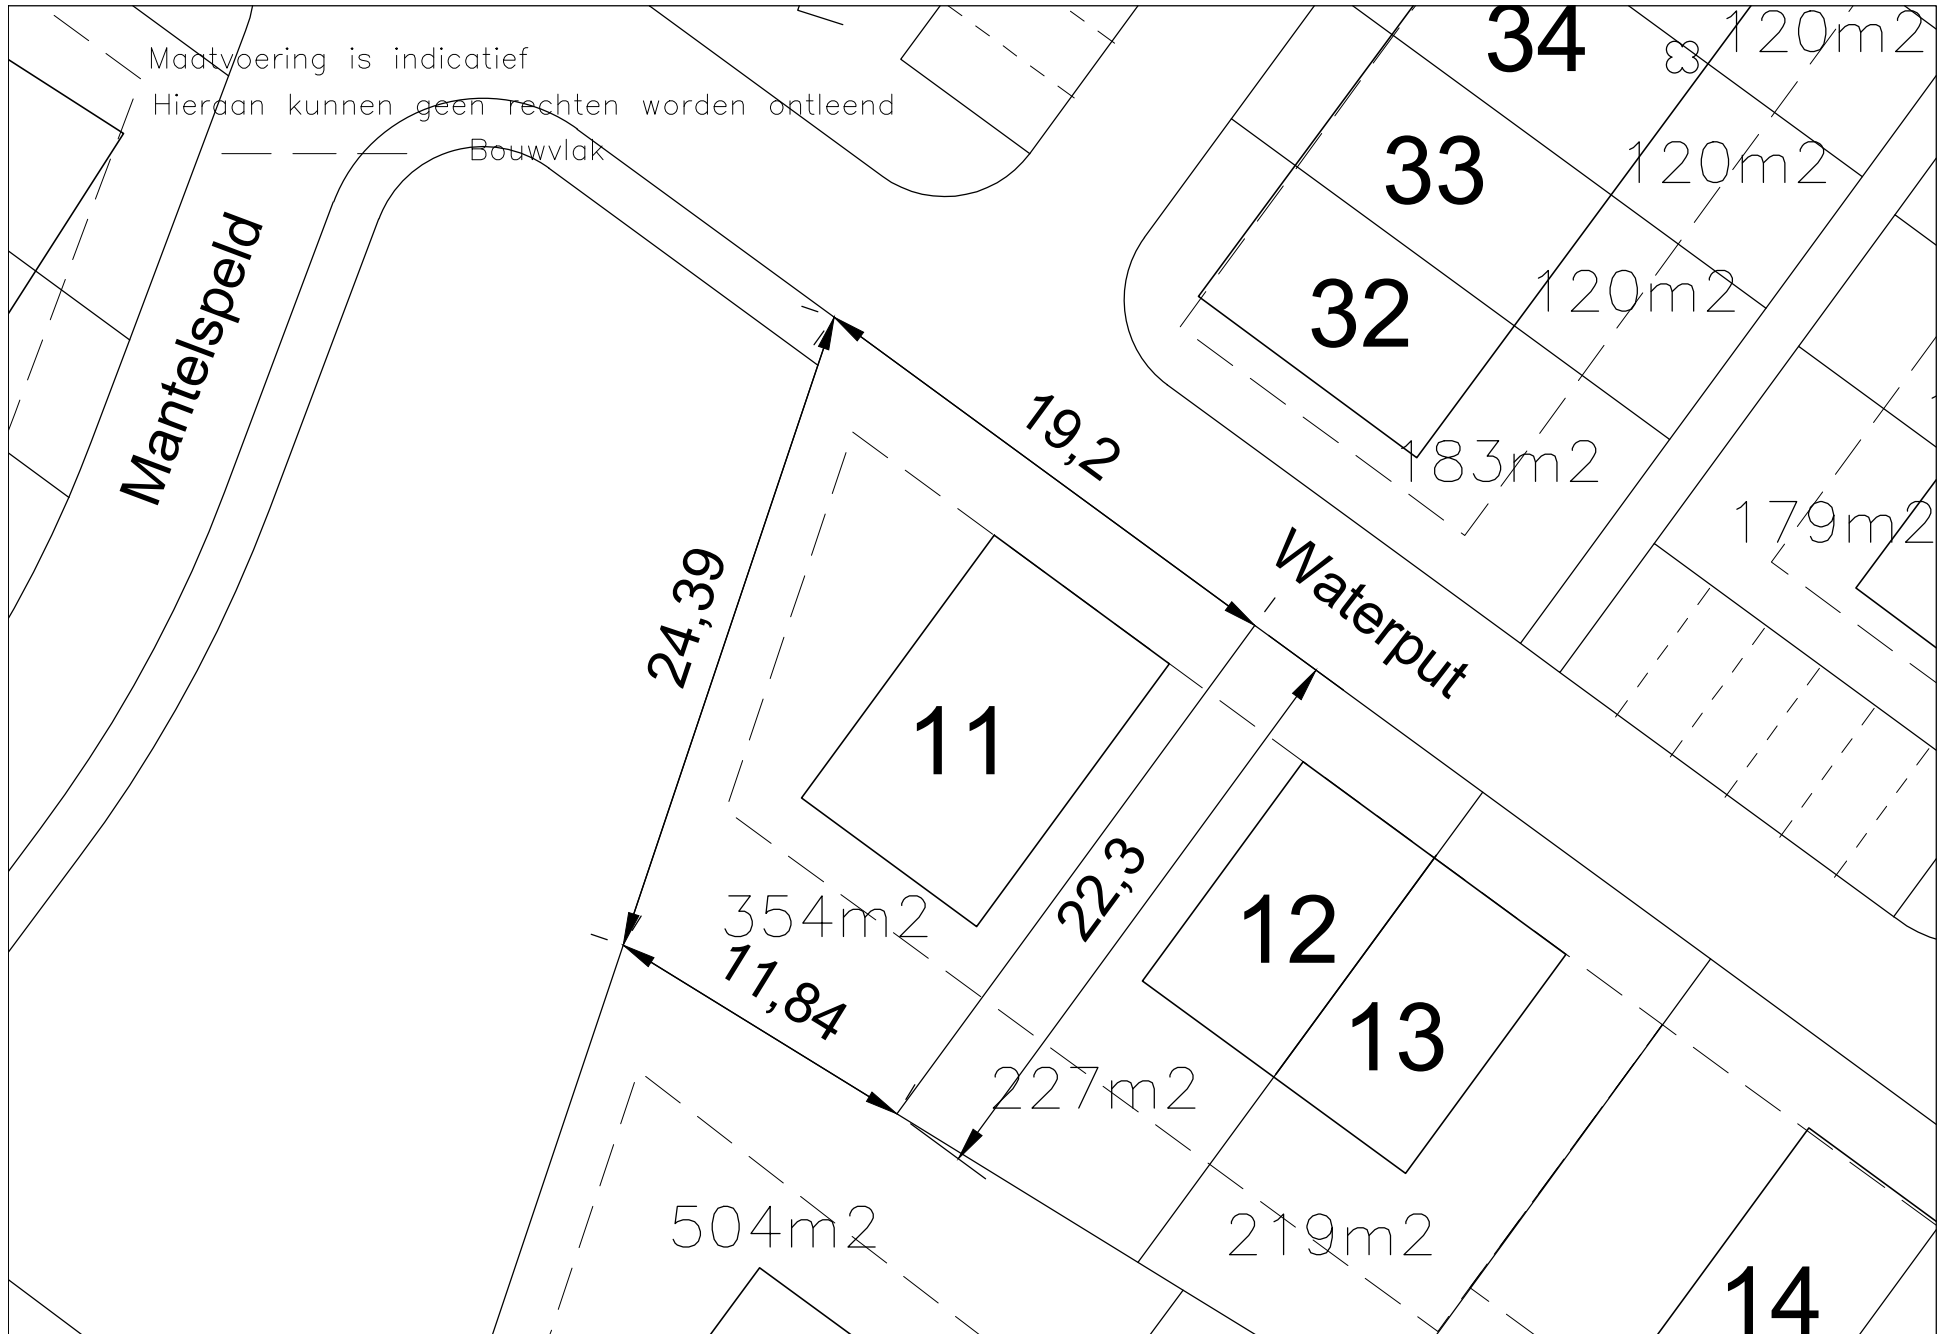 Maatvoering is indicatief
Hieraan kunnen geen rechten worden ontleend
Bouwvlak
34
120m2
33
120m2
32
120m2
Mantelspeld
19,2
183m2
179m2
Waterput
24,39
11
22,3
354m2
12
11,84
13
227m2
504m2
219m2
14